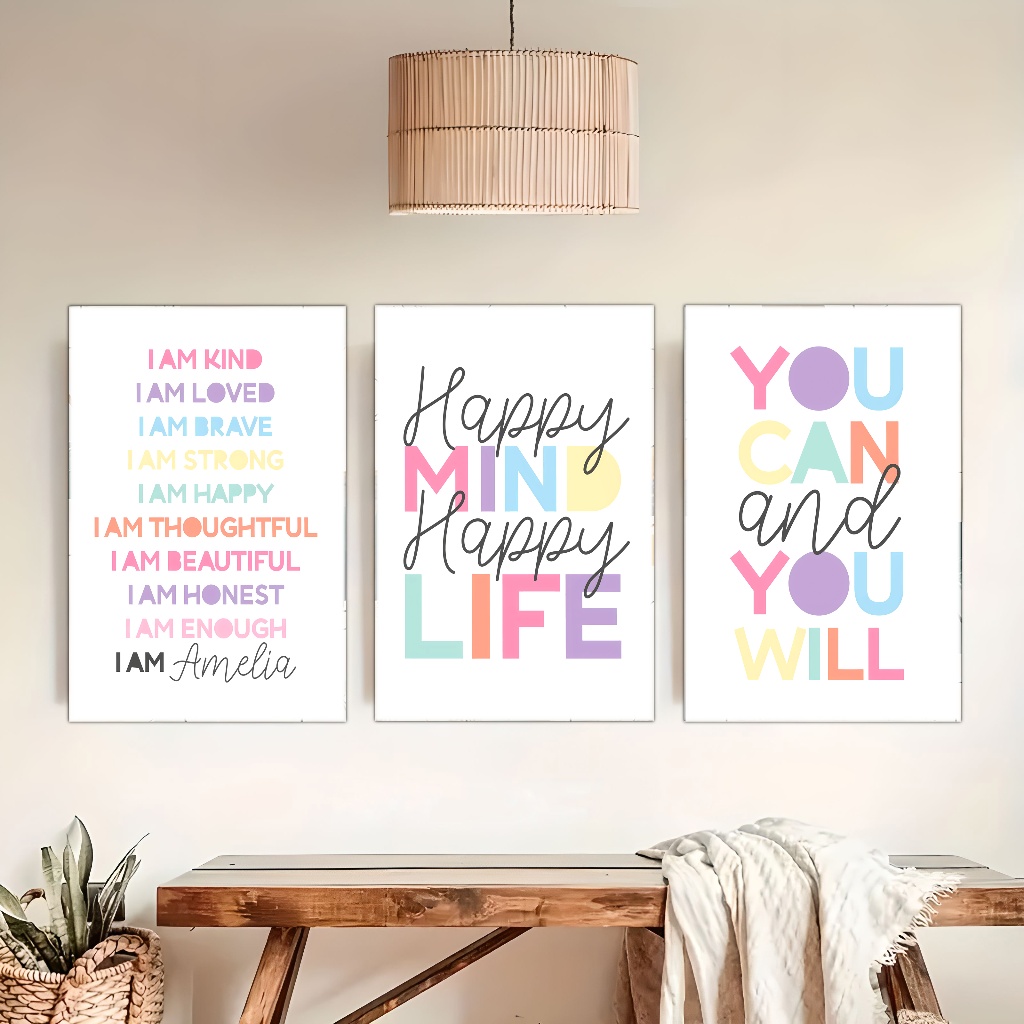 I AM KIND
I AM LOVED
I AM BRAVE
I AM STRONG
I AM HAPPY
I AM THOUGHTFUL
I AM BEAUTIFUL
I AM HONEST
I AM ENOUGH
I AM Amelia
Happy
MIND
Happy
LIFE
YOU
CAN
and
YOU
WILL